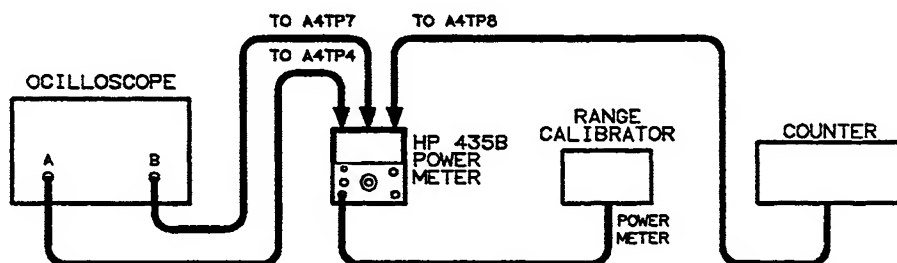 TO A4TP7
TO A4TP8
TO A4TP4
OCILLOSCOPE
A
B
HP 435B
POWER
METER
RANGE
CALIBRATOR
POWER
METER
COUNTER